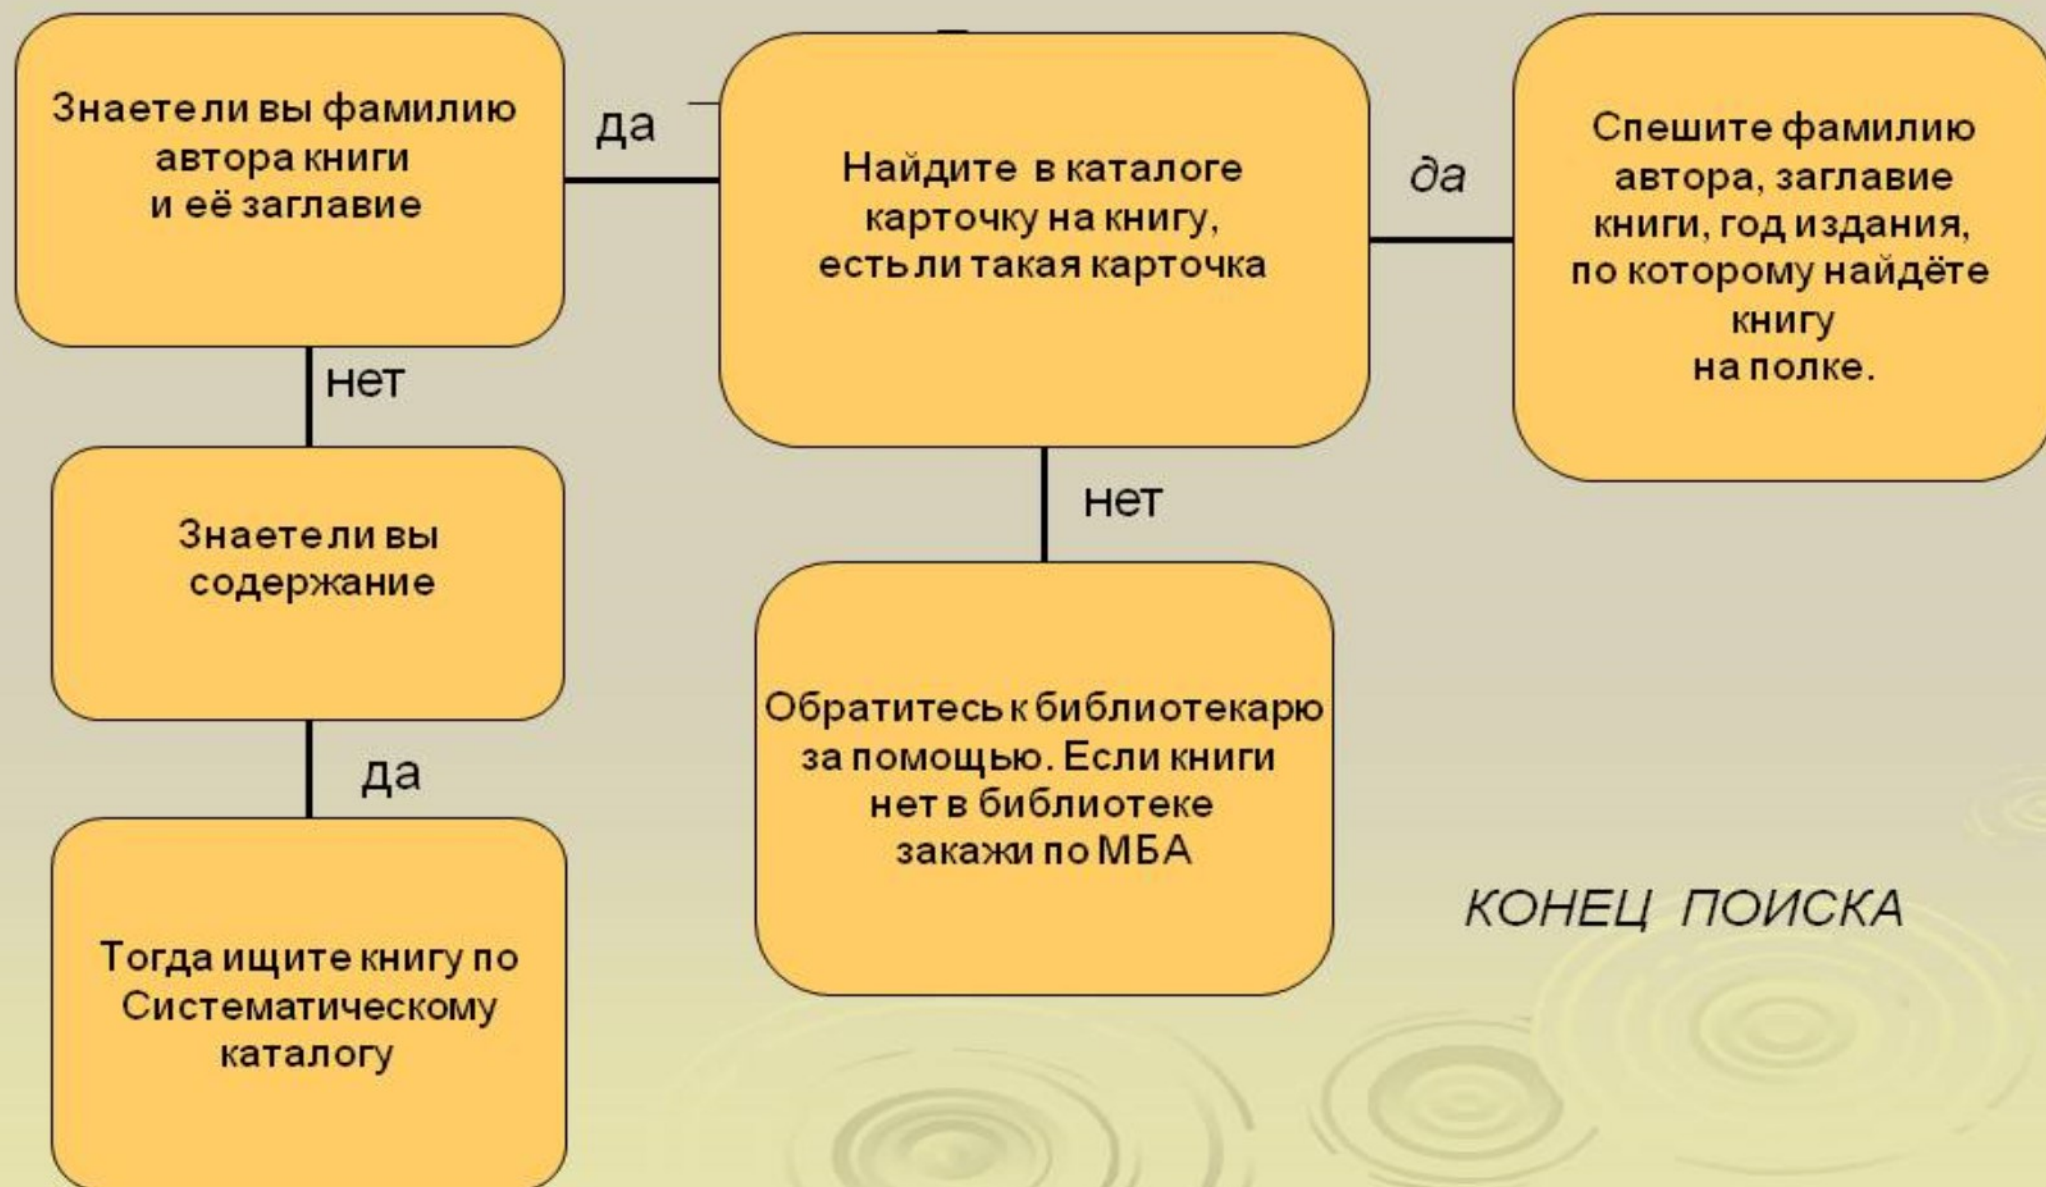 Знаете ли вы фамилию
автора книги
и её заглавие
да
Найдите в каталоге
карточку на книгу,
есть ли такая карточка
да
Спешите фамилию
автора, заглавие
книги, год издания,
по которому найдёте
книгу
на полке.
нет
Знаете ли вы
содержание
да
Тогда ищите книгу по
Систематическому
каталогу
нет
Обратитесь к библиотекарю
за помощью. Если книги
нет в библиотеке
закажи по МБА
КОНЕЦ ПОИСКА